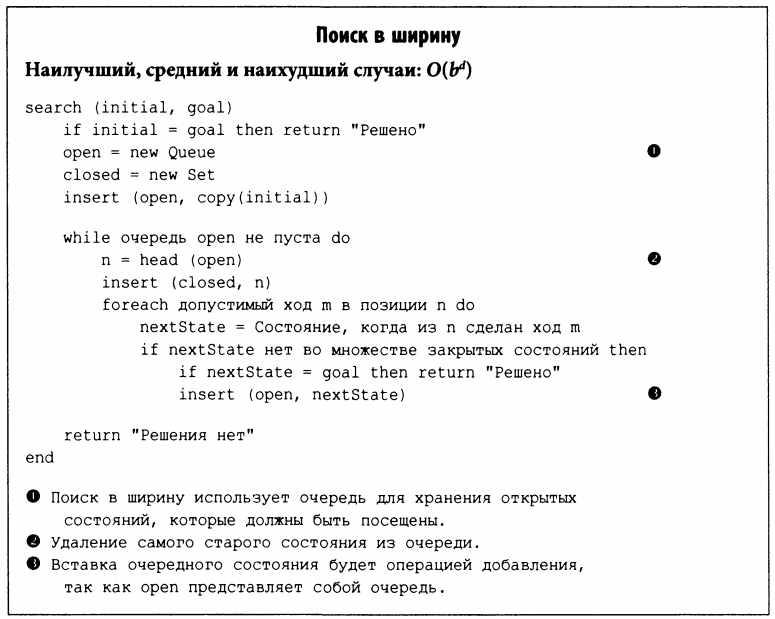 Поиск в ширину
Наилучший, средний и наихудший случаи: O(b^d)
search (initial, goal)
    if initial = goal then return "Решено"
    open = new Queue ❶
    closed = new Set
    insert (open, copy(initial))
    while очередь open не пуста do
        n = head (open) ❷
        insert (closed, n)
        foreach допустимый ход m в позиции n do
            nextState = Состояние, когда из n сделан ход m
            if nextState нет во множестве закрытых состояний then
                if nextState = goal then return "Решено"
                insert (open, nextState) ❸
    return "Решения нет"
end
❶ Поиск в ширину использует очередь для хранения открытых
состояний, которые должны быть посещены.
❷ Удаление самого старого состояния из очереди.
❸ Вставка очередного состояния будет операцией добавления,
так как open представляет собой очередь.